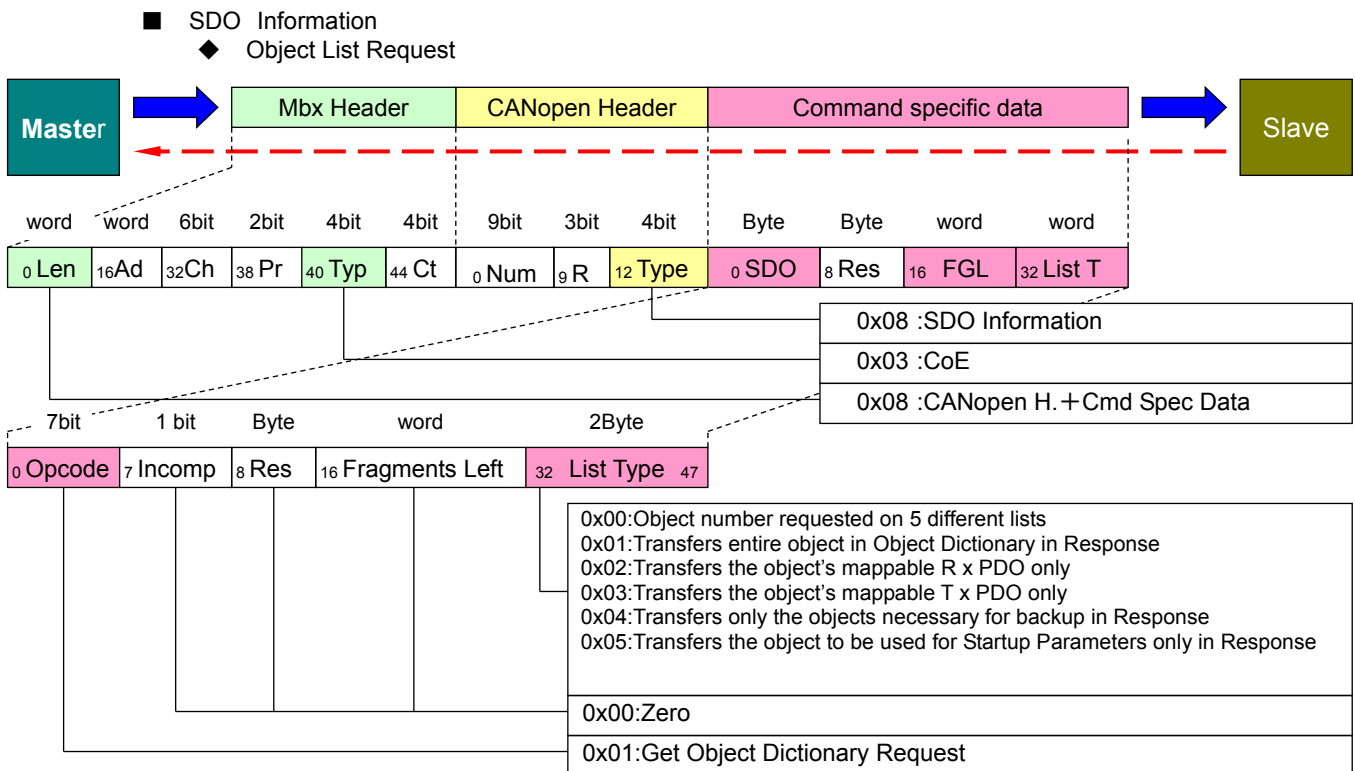 ■ SDO Information
◆ Object List Request
Master
Mbx Header CANopen Header Command specific data
Slave
word word 6bit 2bit 4bit 4bit 9bit 3bit 4bit Byte Byte word word
0 Len 16Ad 32Ch 38 Pr 40 Typ 44 Ct 0 Num 9 R 12 Type 0 SDO 8 Res 16 FGL 32 List T
0x08 :SDO Information
0x03 :CoE
0x08 :CANopen H.+Cmd Spec Data
7bit 1 bit Byte word 2Byte
0 Opcode 7 Incomp 8 Res 16 Fragments Left 32 List Type 47
0x00:Object number requested on 5 different lists
0x01:Transfers entire object in Object Dictionary in Response
0x02:Transfers the object's mappable R x PDO only
0x03:Transfers the object's mappable T x PDO only
0x04:Transfers only the objects necessary for backup in Response
0x05:Transfers the object to be used for Startup Parameters only in Response
0x00:Zero
0x01:Get Object Dictionary Request